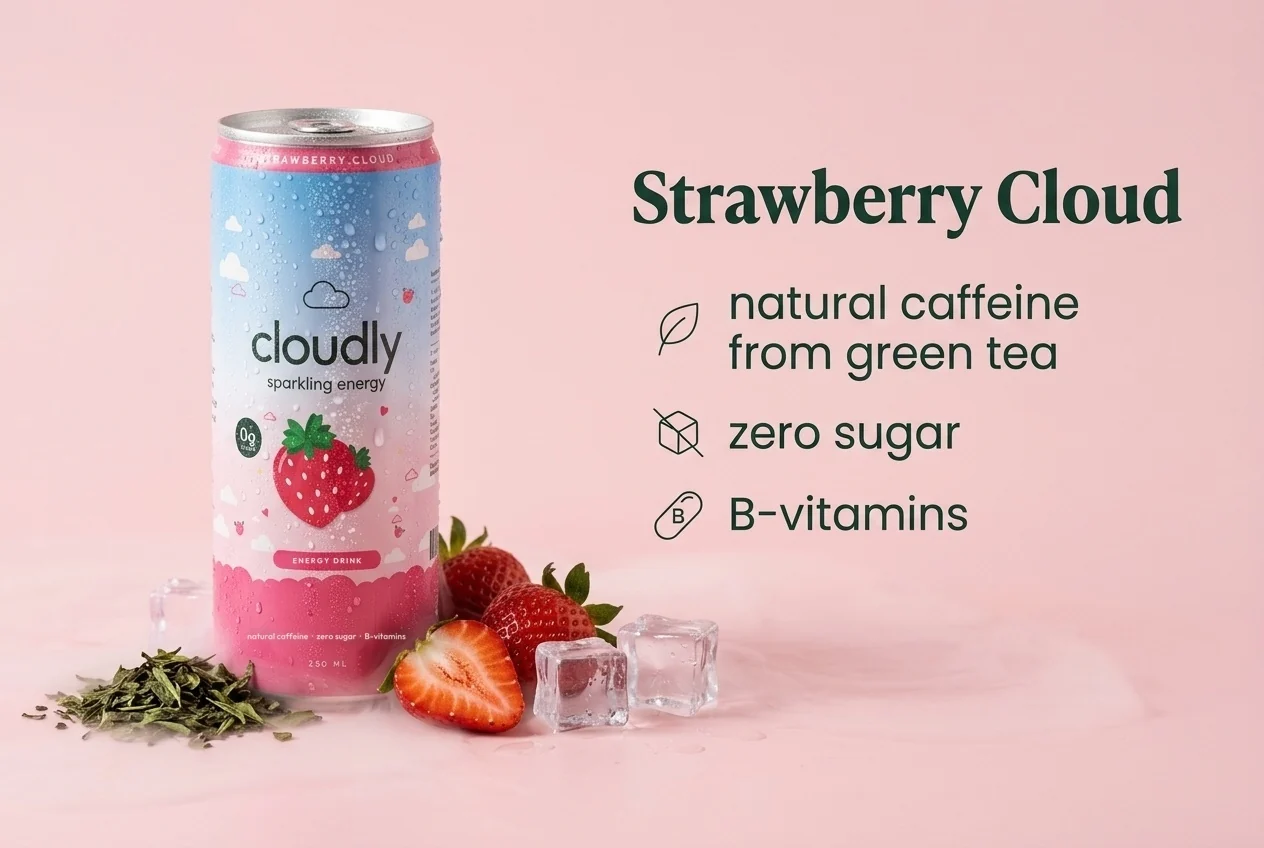 STRAWBERRY CLOUD
cloudly
sparkling energy
0g
ENERGY DRINK
natural caffeine · zero sugar · B-vitamins
250 ML
Strawberry Cloud
natural caffeine
from green tea
zero sugar
B
B-vitamins